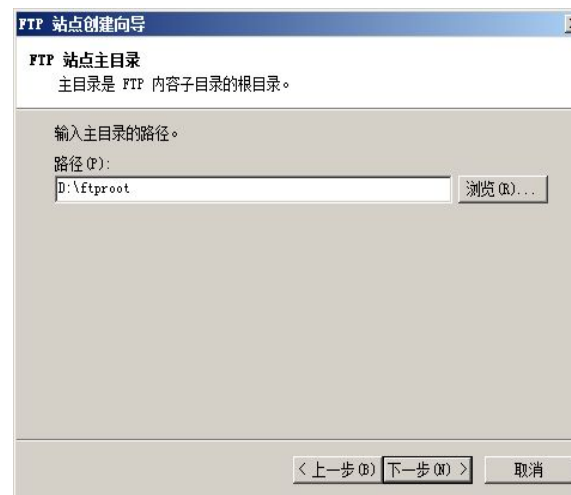 FTP 站点创建向导
FTP 站点主目录
主目录是 FTP 内容子目录的根目录。
输入主目录的路径。
路径(P):
D:\ftproot
浏览(R)...
< 上一步(B) 下一步(N) > 取消